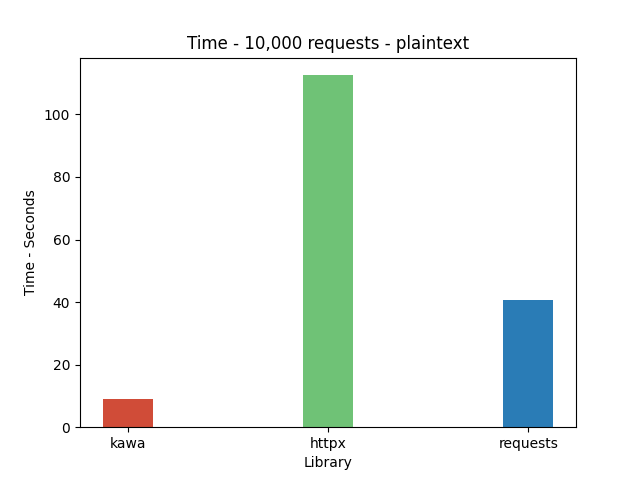 Time - 10,000 requests - plaintext
100
80
60
40
20
0
Time - Seconds
kawa httpx requests
Library